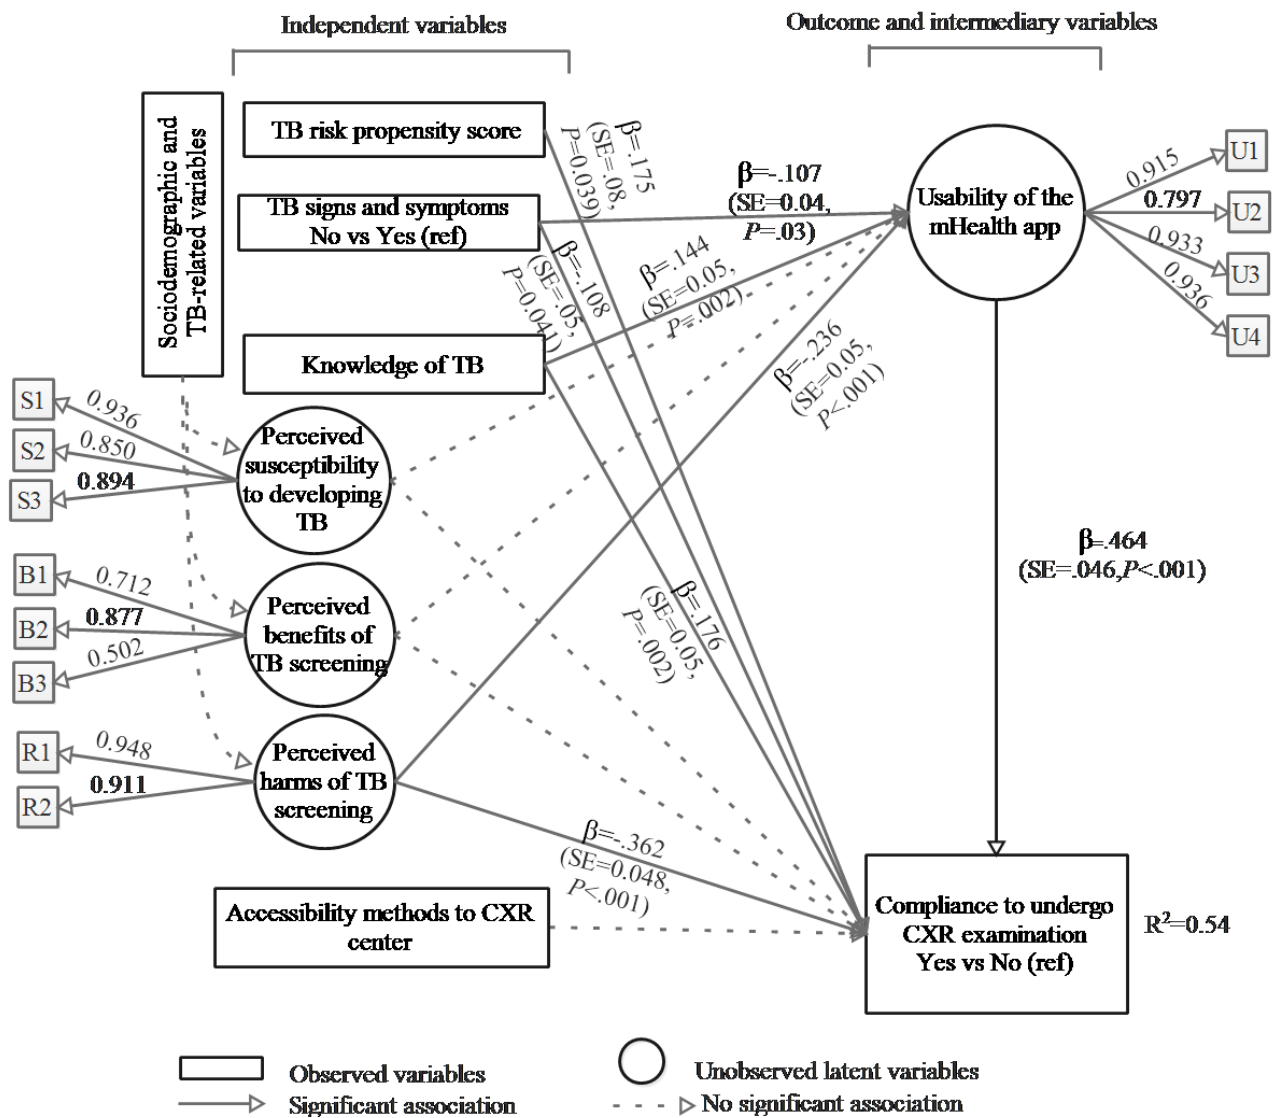 Independent variables
Outcome and intermediary variables
Sociodemographic and
TB-related variables
TB risk propensity score
β=.175
(SE=.08,
P=0.039)
TB signs and symptoms
No vs Yes (ref)
β=-.107
(SE=0.04,
P=.03)
β=-.108
(SE=.05,
P=0.041)
β=.144
(SE=0.05,
P=.002)
Knowledge of TB
β=-.236
(SE=0.05,
P<.001)
Usability of the
mHealth app
0.915
U1
0.797
U2
0.933
U3
0.936
U4
S1
0.936
S2
0.850
S3
0.894
Perceived
susceptibility
to developing
TB
B1
0.712
B2
0.877
B3
0.502
Perceived
benefits of
TB screening
β=.176
(SE=0.05,
P=.002)
β=.464
(SE=.046,P<.001)
R1
0.948
R2
0.911
Perceived
harms of TB
screening
β=-.362
(SE=0.048,
P<.001)
Accessibility methods to CXR
center
Compliance to undergo
CXR examination
Yes vs No (ref)
R²=0.54
Observed variables
Unobserved latent variables
Significant association
No significant association